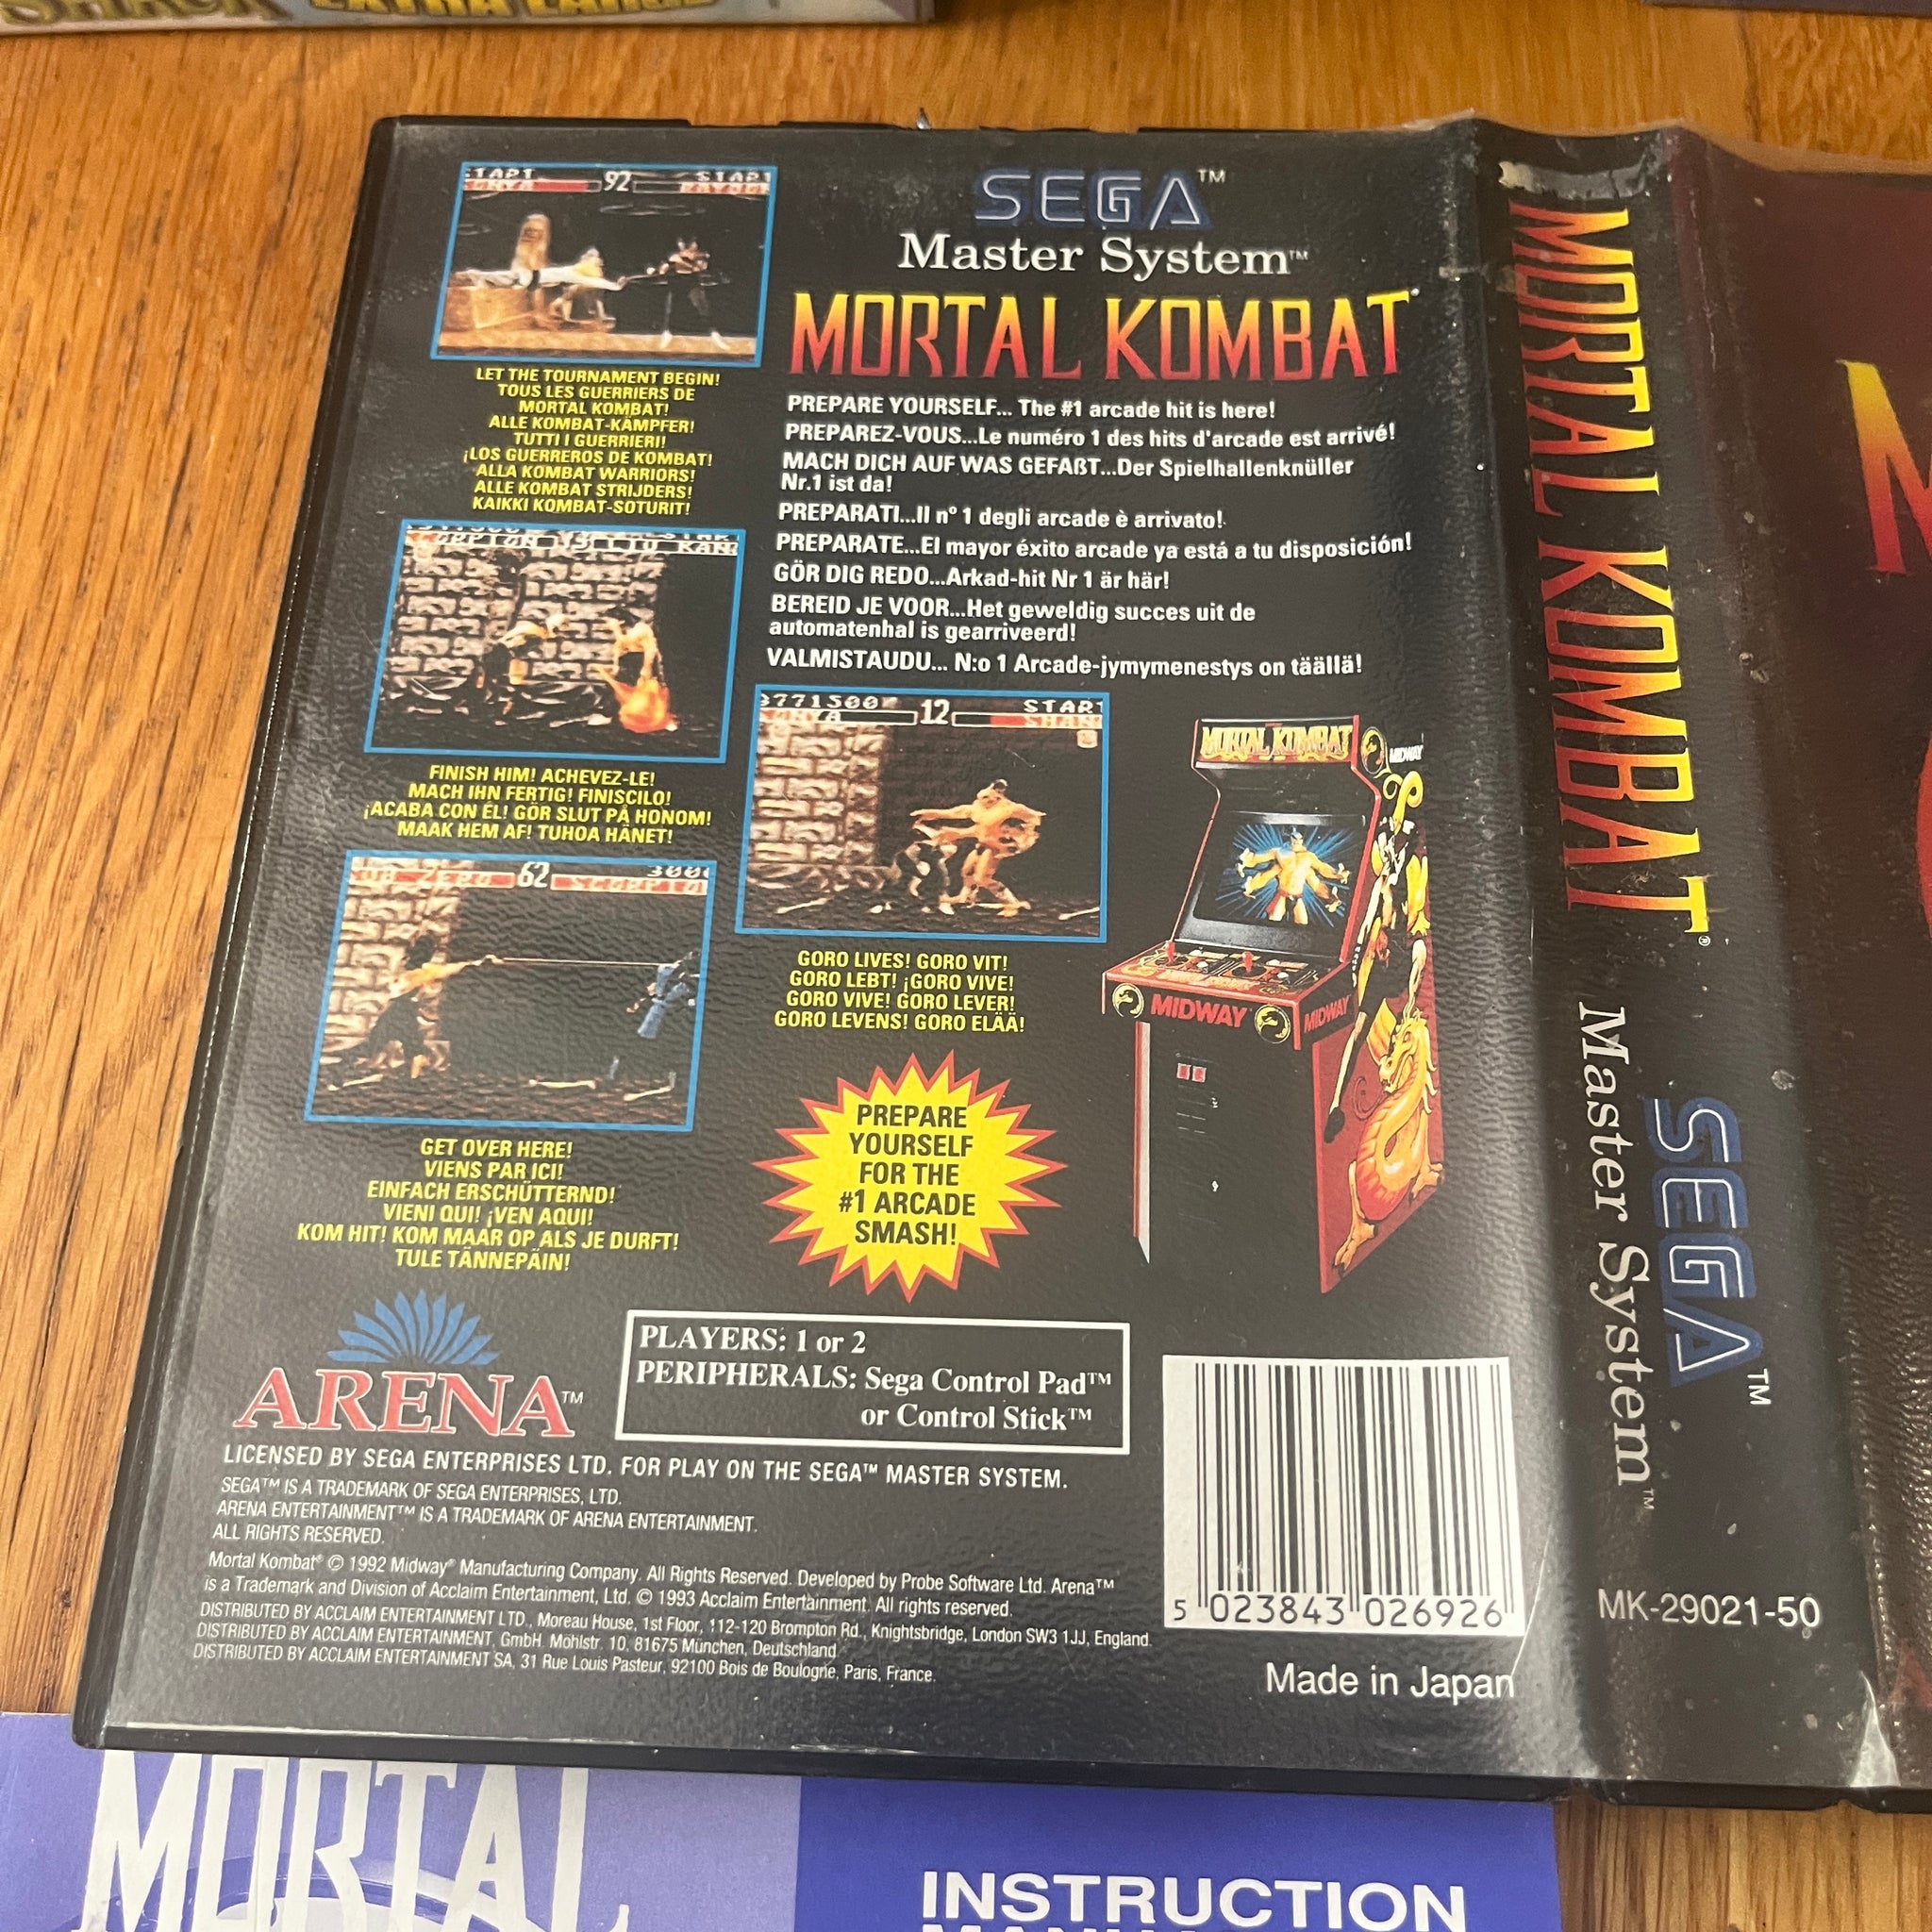 EXTRA LARGE
SEGA™
Master System™
MORTAL KOMBAT
PREPARE YOURSELF... The #1 arcade hit is here!
PREPAREZ-VOUS...Le numéro 1 des hits d'arcade est arrivé!
MACH DICH AUF WAS GEFAßT...Der Spielhallenknüller
Nr.1 ist da!
PREPARATI...Il n° 1 degli arcade è arrivato!
PREPARATE...El mayor éxito arcade ya está a tu disposición!
GÖR DIG REDO...Arkad-hit Nr 1 är här!
BEREID JE VOOR...Het geweldig succes uit de
automatenhal is gearriveerd!
VALMISTAUDU... N:o 1 Arcade-jymymenestys on täällä!
92
LET THE TOURNAMENT BEGIN!
TOUS LES GUERRIERS DE
MORTAL KOMBAT!
ALLE KOMBAT-KÄMPFER!
TUTTI I GUERRIERI!
¡LOS GUERREROS DE KOMBAT!
ALLA KOMBAT WARRIORS!
ALLE KOMBAT STRIJDERS!
KAIKKI KOMBAT-SOTURIT!
LIU KANG
FINISH HIM! ACHEVEZ-LE!
MACH IHN FERTIG! FINISCILO!
¡ACABA CON ÉL! GÖR SLUT PÅ HONOM!
MAAK HEM AF! TUHOA HÄNET!
62
GET OVER HERE!
VIENS PAR ICI!
EINFACH ERSCHÜTTERND!
VIENI QUI! ¡VEN AQUI!
KOM HIT! KOM MAAR OP ALS JE DURFT!
TULE TÄNNEPÄIN!
771500 12 START
GORO LIVES! GORO VIT!
GORO LEBT! ¡GORO VIVE!
GORO VIVE! GORO LEVER!
GORO LEVENS! GORO ELÄÄ!
MORTAL KOMBAT
MIDWAY
MIDWAY
MIDWAY
PREPARE
YOURSELF
FOR THE
#1 ARCADE
SMASH!
ARENA™
PLAYERS: 1 or 2
PERIPHERALS: Sega Control Pad™
or Control Stick™
LICENSED BY SEGA ENTERPRISES LTD. FOR PLAY ON THE SEGA™ MASTER SYSTEM.
SEGA™ IS A TRADEMARK OF SEGA ENTERPRISES, LTD.
ARENA ENTERTAINMENT™ IS A TRADEMARK OF ARENA ENTERTAINMENT.
ALL RIGHTS RESERVED.
Mortal Kombat® © 1992 Midway® Manufacturing Company. All Rights Reserved. Developed by Probe Software Ltd. Arena™
is a Trademark and Division of Acclaim Entertainment, Ltd. © 1993 Acclaim Entertainment. All rights reserved.
DISTRIBUTED BY ACCLAIM ENTERTAINMENT LTD., Moreau House, 1st Floor, 112-120 Brompton Rd., Knightsbridge, London SW3 1JJ, England.
DISTRIBUTED BY ACCLAIM ENTERTAINMENT, GmbH. Möhlstr. 10, 81675 München, Deutschland
DISTRIBUTED BY ACCLAIM ENTERTAINMENT SA, 31 Rue Louis Pasteur, 92100 Bois de Boulogne, Paris, France.
5 023843 026926
Made in Japan
MORTAL KOMBAT®
SEGA™
Master System™
MK-29021-50
MORTAL
INSTRUCTION